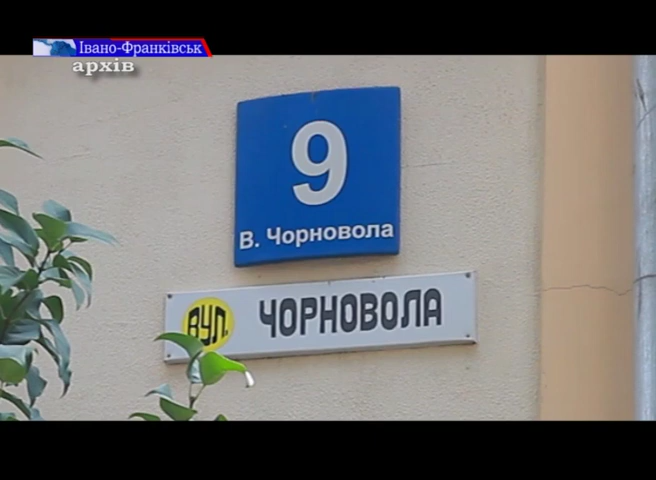 Івано-Франківськ
архів
9
В. Чорновола
ВУЛ. ЧОРНОВОЛА